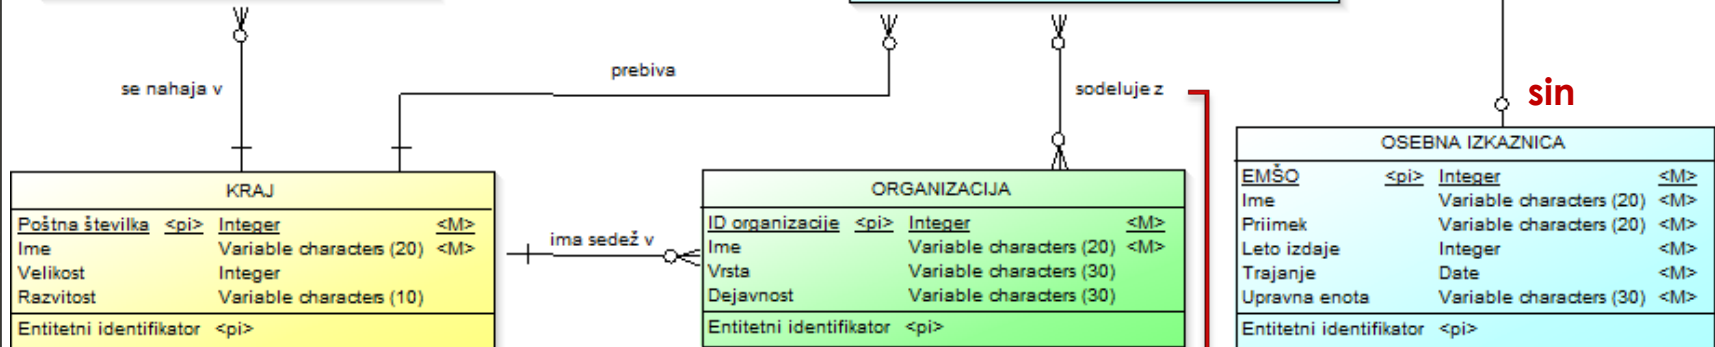 prebiva
se nahaja v
sodeluje z
sin
KRAJ
Poštna številka <pi> Integer <M>
Ime Variable characters (20) <M>
Velikost Integer
Razvitost Variable characters (10)
Entitetni identifikator <pi>
ima sedež v
ORGANIZACIJA
ID organizacije <pi> Integer <M>
Ime Variable characters (20) <M>
Vrsta Variable characters (30)
Dejavnost Variable characters (30)
Entitetni identifikator <pi>
OSEBNA IZKAZNICA
EMŠO <pi> Integer <M>
Ime Variable characters (20) <M>
Priimek Variable characters (20) <M>
Leto izdaje Integer <M>
Trajanje Date <M>
Upravna enota Variable characters (30) <M>
Entitetni identifikator <pi>